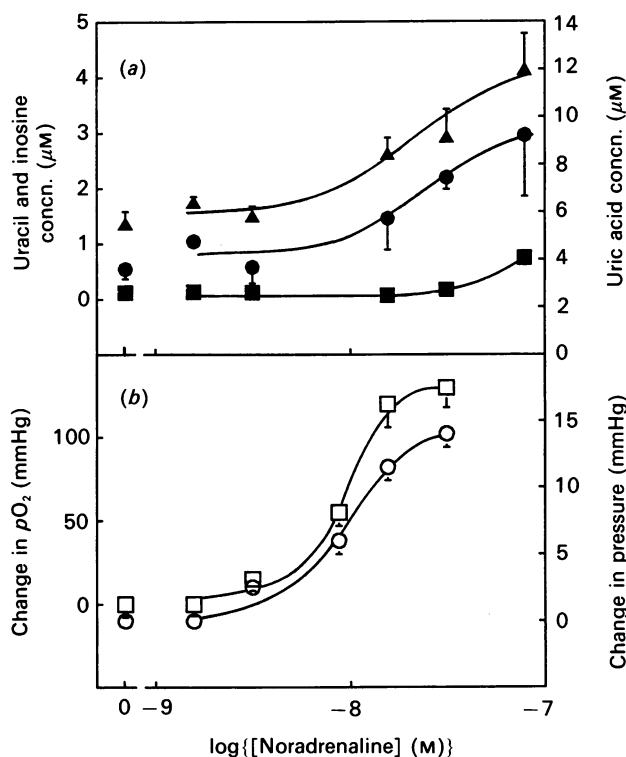 (a)
Uracil and inosine
concn. (μM)
5
4
3
2
1
0
Uric acid concn. (μM)
14
12
10
8
6
4
2
0
(b)
Change in pO₂ (mmHg)
100
50
0
Change in pressure (mmHg)
15
10
5
0
0 −9 −8 −7
log{[Noradrenaline] (M)}